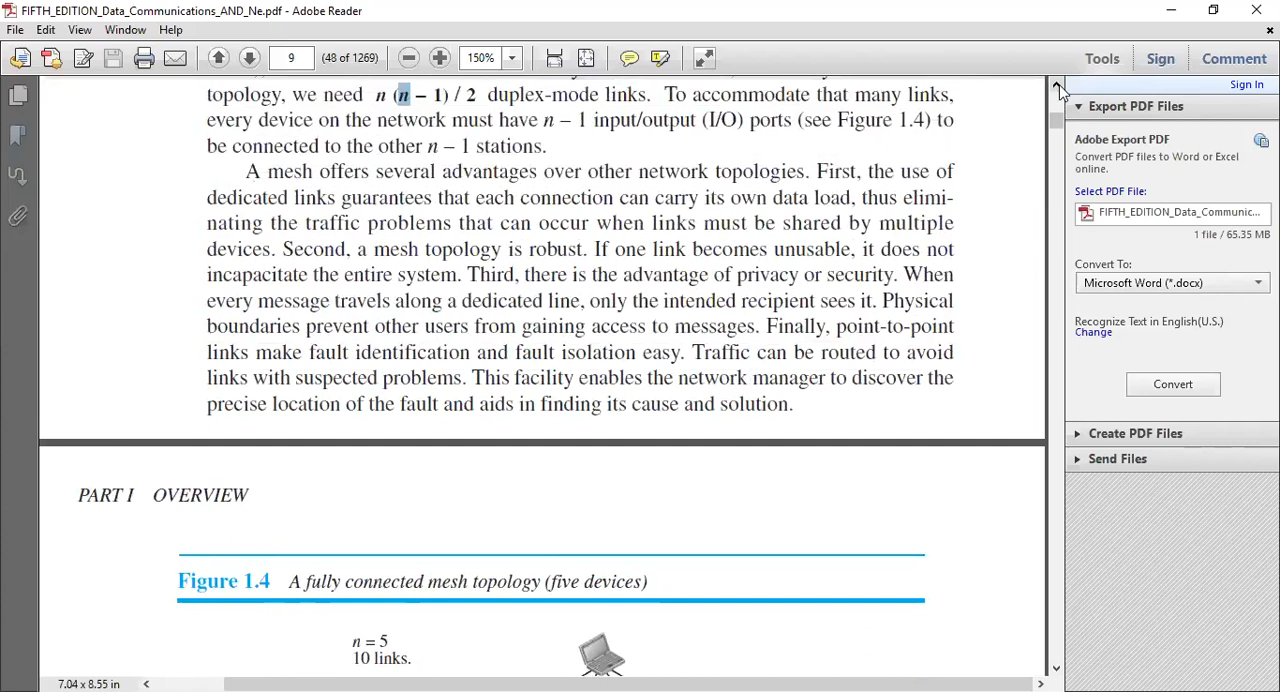 FIFTH_EDITION_Data_Communications_AND_Ne.pdf - Adobe Reader
File Edit View Window Help
9 (48 of 1269) 150% Tools Sign Comment
topology, we need n (n – 1) / 2 duplex-mode links. To accommodate that many links,
every device on the network must have n – 1 input/output (I/O) ports (see Figure 1.4) to
be connected to the other n – 1 stations.
A mesh offers several advantages over other network topologies. First, the use of
dedicated links guarantees that each connection can carry its own data load, thus elimi-
nating the traffic problems that can occur when links must be shared by multiple
devices. Second, a mesh topology is robust. If one link becomes unusable, it does not
incapacitate the entire system. Third, there is the advantage of privacy or security. When
every message travels along a dedicated line, only the intended recipient sees it. Physical
boundaries prevent other users from gaining access to messages. Finally, point-to-point
links make fault identification and fault isolation easy. Traffic can be routed to avoid
links with suspected problems. This facility enables the network manager to discover the
precise location of the fault and aids in finding its cause and solution.
PART I OVERVIEW
Figure 1.4 A fully connected mesh topology (five devices)
n = 5
10 links.
7.04 x 8.55 in
Sign In
Export PDF Files
Adobe Export PDF
Convert PDF files to Word or Excel
online.
Select PDF File:
FIFTH_EDITION_Data_Communic...
1 file / 65.35 MB
Convert To:
Microsoft Word (*.docx)
Recognize Text in English(U.S.)
Change
Convert
Create PDF Files
Send Files